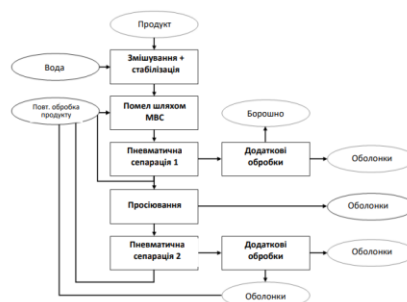 Продукт
Змішування +
стабілізація
Вода
Помел шляхом
МВС
Повт. обробка
продукту
Борошно
Пневматична
сепарація 1
Додаткові
обробки
Оболонки
Просіювання
Оболонки
Пневматична
сепарація 2
Додаткові
обробки
Оболонки
Оболонки